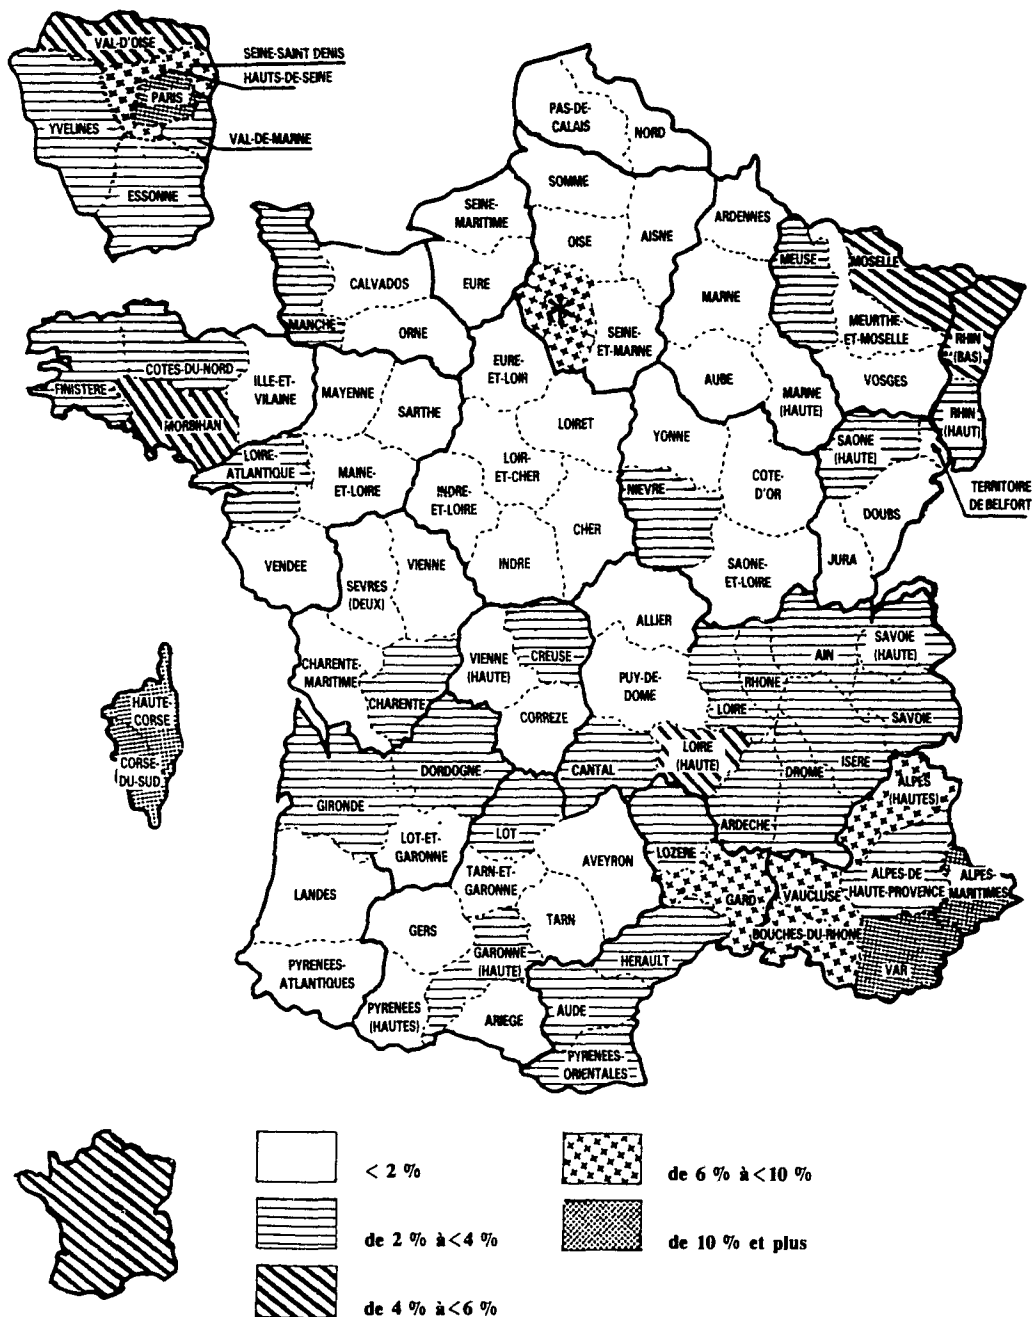 VAL-D'OISE
SEINE-SAINT DENIS
HAUTS-DE-SEINE
PARIS
YVELINES
VAL-DE-MARNE
ESSONNE
PAS-DE-
CALAIS
NORD
SOMME
SEINE-
MARITIME
OISE
AISNE
ARDENNES
CALVADOS
EURE
MANCHE
ORNE
SEINE-
ET-MARNE
MARNE
MEUSE
MOSELLE
MEURTHE-
ET-MOSELLE
RHIN
(BAS)
VOSGES
RHIN
(HAUT)
AUBE
MARNE
(HAUTE)
FINISTERE
COTES-DU-NORD
ILLE-ET-
VILAINE
MORBIHAN
MAYENNE
SARTHE
EURE-
ET-LOIR
LOIRET
YONNE
SAONE
(HAUTE)
TERRITOIRE
DE BELFORT
LOIRE-
ATLANTIQUE
MAINE-
ET-LOIRE
INDRE-
ET-LOIRE
LOIR-
ET-CHER
NIEVRE
COTE-
D'OR
DOUBS
VENDEE
SEVRES
(DEUX)
VIENNE
INDRE
CHER
SAONE-
ET-LOIRE
JURA
ALLIER
CHARENTE-
MARITIME
CHARENTE
VIENNE
(HAUTE)
CREUSE
PUY-DE-
DOME
RHONE
LOIRE
AIN
SAVOIE
(HAUTE)
SAVOIE
HAUTE-
CORSE
CORSE-
DU-SUD
CORREZE
DORDOGNE
GIRONDE
CANTAL
LOIRE
(HAUTE)
ISERE
DROME
ARDECHE
ALPES
(HAUTES)
LOT-ET-
GARONNE
LOT
AVEYRON
LOZERE
LANDES
TARN-ET-
GARONNE
GERS
TARN
GARD
VAUCLUSE
ALPES-DE-
HAUTE-PROVENCE
ALPES-
MARITIMES
BOUCHES-DU-RHONE
VAR
PYRENEES-
ATLANTIQUES
GARONNE
(HAUTE)
HERAULT
PYRENEES
(HAUTES)
ARIEGE
AUDE
PYRENEES-
ORIENTALES
< 2 %
de 2 % à <4 %
de 4 % à <6 %
de 6 % à <10 %
de 10 % et plus